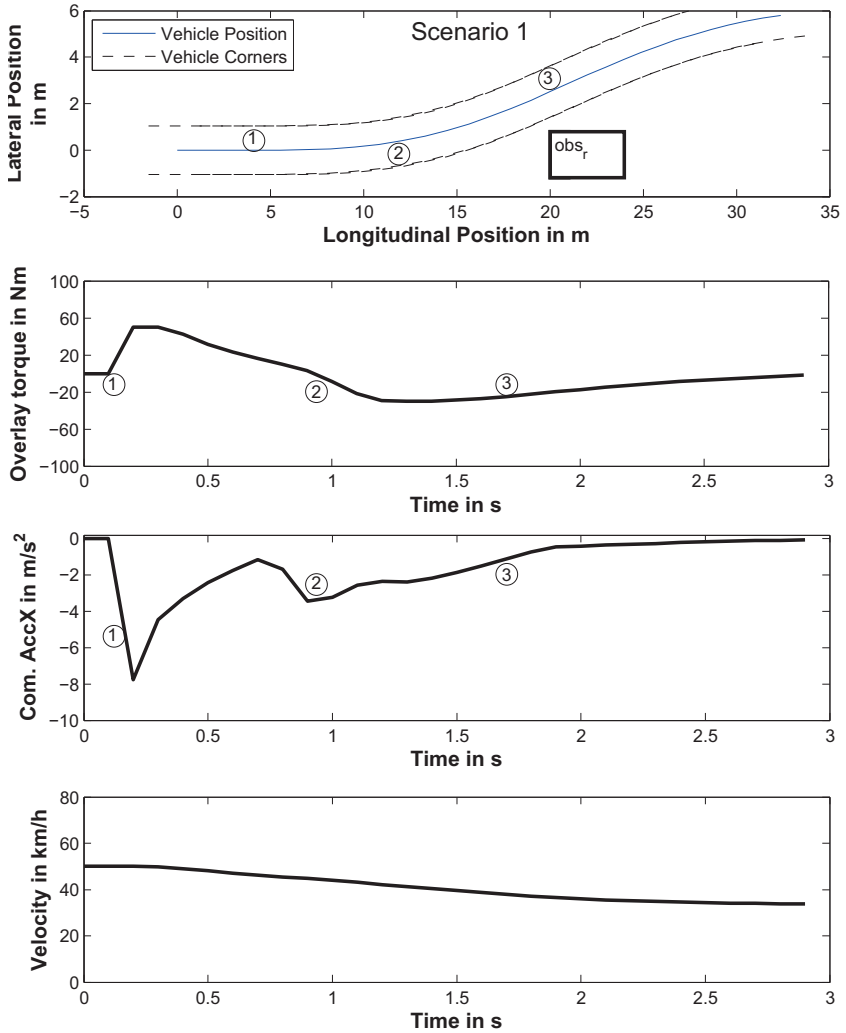 Scenario 1
Vehicle Position
Vehicle Corners
Lateral Position
in m
6
4
2
0
−2
1
2
3
obs_r
−5 0 5 10 15 20 25 30 35
Longitudinal Position in m
Overlay torque in Nm
100
60
20
−20
−60
−100
1
2
3
0 0.5 1 1.5 2 2.5 3
Time in s
Com. AccX in m/s²
0
−2
−4
−6
−8
−10
1
2
3
0 0.5 1 1.5 2 2.5 3
Time in s
Velocity in km/h
80
60
40
20
0
0 0.5 1 1.5 2 2.5 3
Time in s